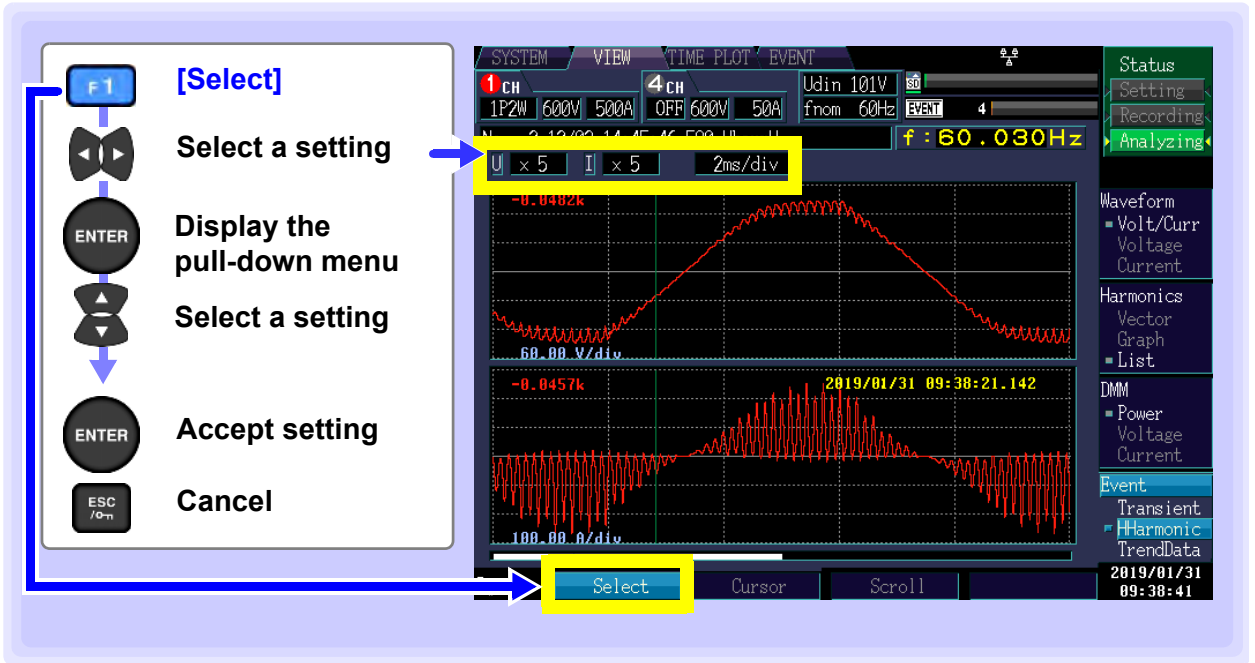 F1
[Select]
Select a setting
ENTER
Display the
pull-down menu
Select a setting
ENTER
Accept setting
ESC
Cancel
SYSTEM VIEW TIME PLOT EVENT
1 CH 4 CH Udin 101V SD
1P2W 600V 500A OFF 600V 50A fnom 60Hz EVENT 4
f:60.030Hz
U x 5 I x 5 2ms/div
-0.0482k
60.00 V/div
-0.0457k 2019/01/31 09:38:21.142
100.00 A/div
Select Cursor Scroll
Status
Setting
Recording
Analyzing
Waveform
Volt/Curr
Voltage
Current
Harmonics
Vector
Graph
List
DMM
Power
Voltage
Current
Event
Transient
HHarmonic
TrendData
2019/01/31
09:38:41